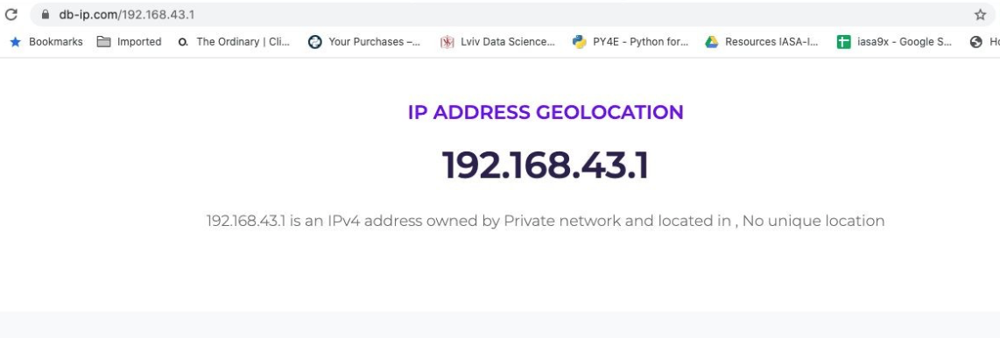 db-ip.com/192.168.43.1
Bookmarks Imported O. The Ordinary | Cli... Your Purchases –... Lviv Data Science... PY4E - Python for... Resources IASA-I... iasa9x - Google S... Ho
IP ADDRESS GEOLOCATION
192.168.43.1
192.168.43.1 is an IPv4 address owned by Private network and located in , No unique location